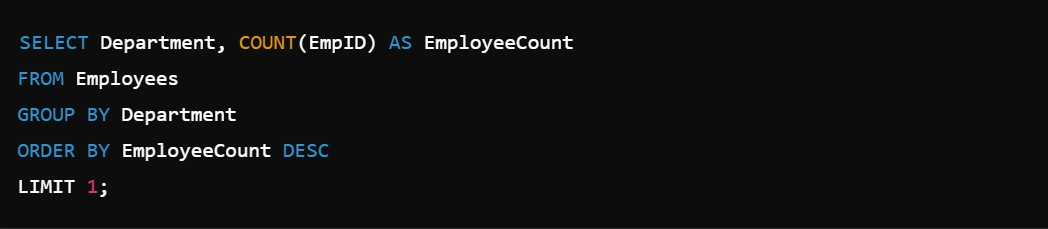 SELECT Department, COUNT(EmpID) AS EmployeeCount
FROM Employees
GROUP BY Department
ORDER BY EmployeeCount DESC
LIMIT 1;